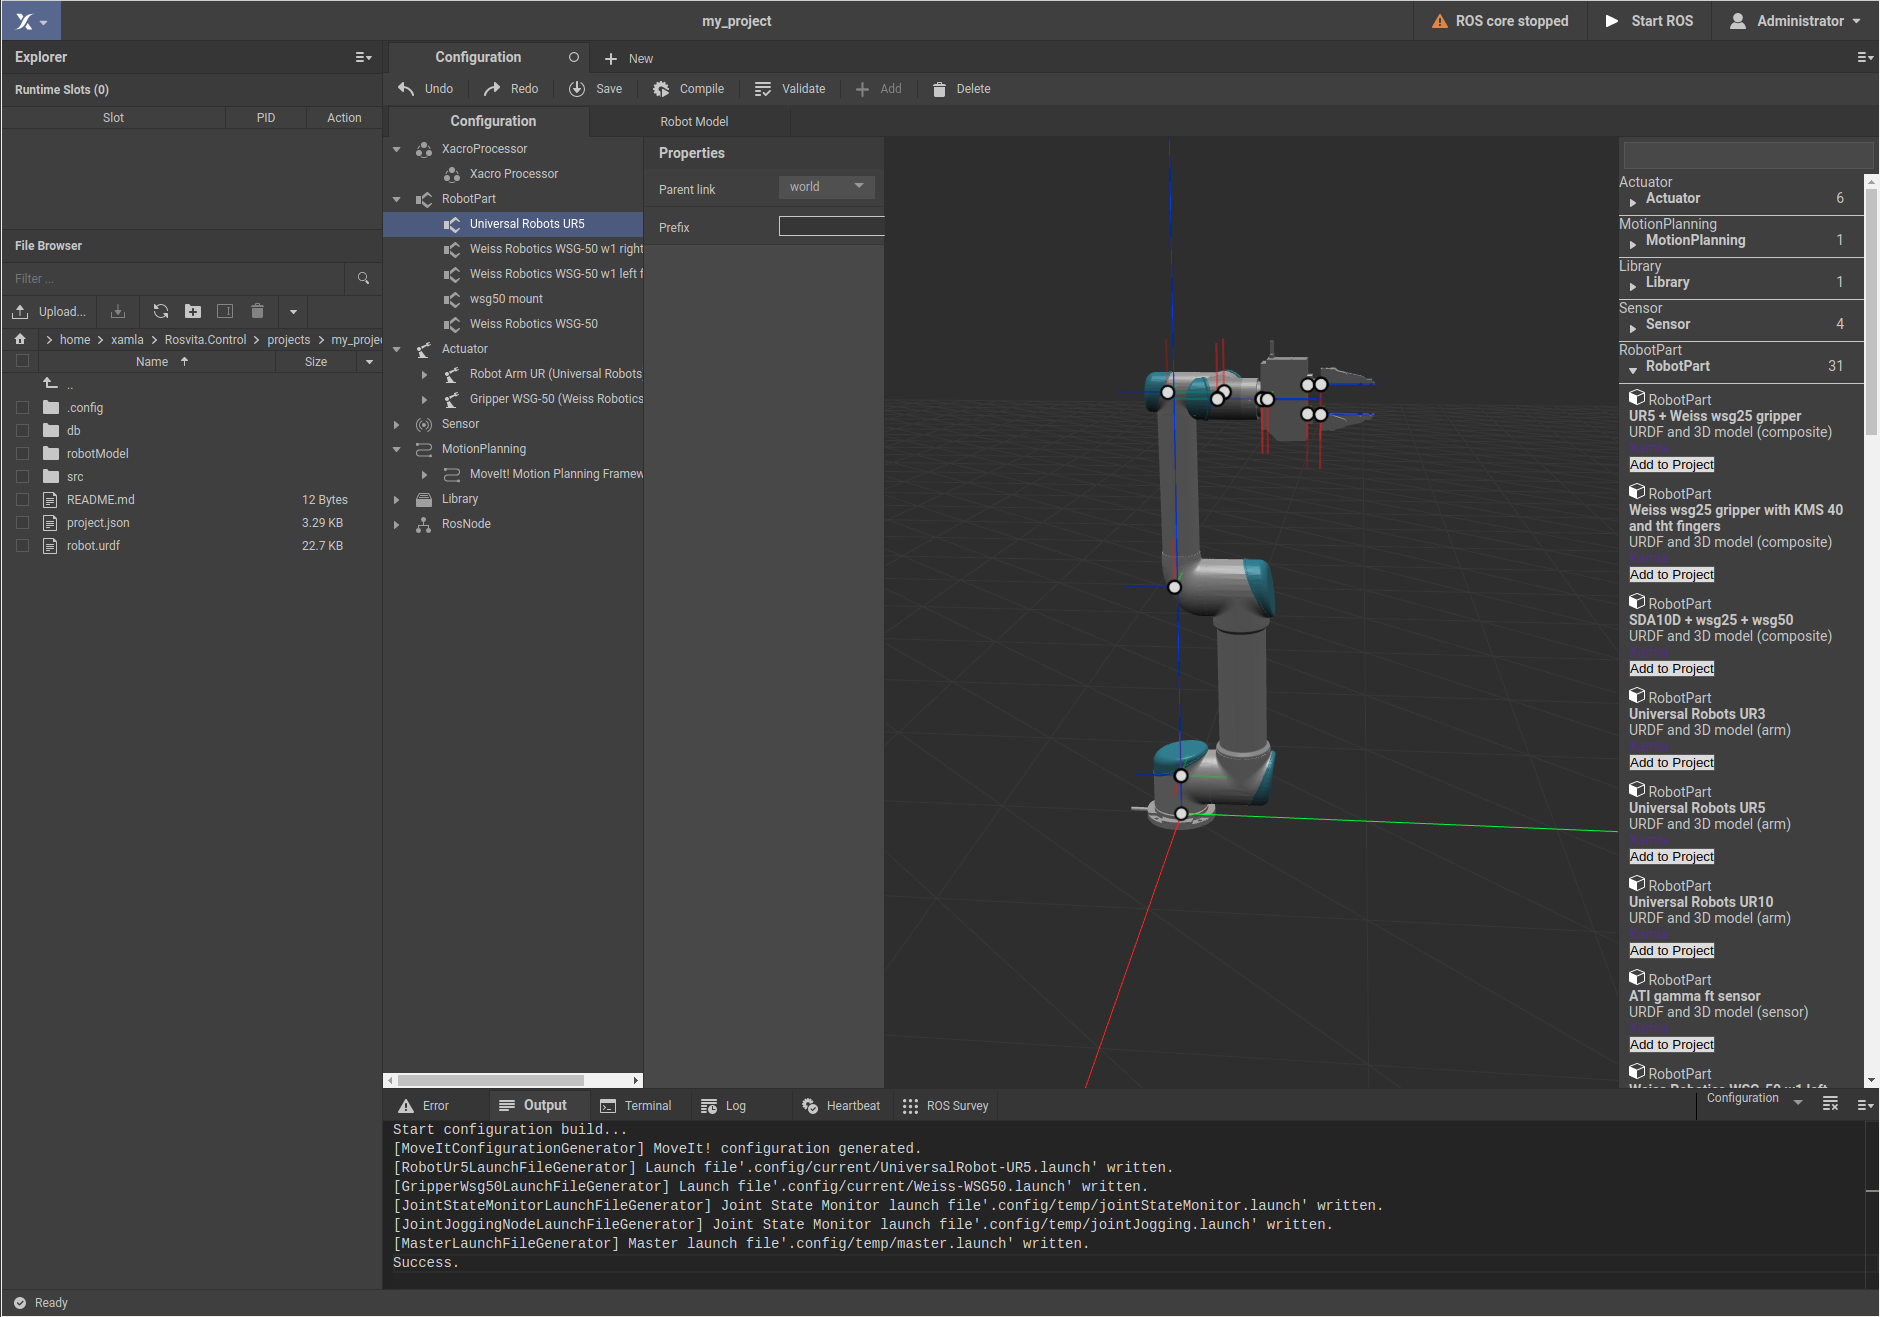 my_project
ROS core stopped
Start ROS
Administrator
Explorer
Runtime Slots (0)
Slot PID Action
File Browser
Filter ...
Upload...
home xamla Rosvita.Control projects my_proje
Name Size
..
.config
db
robotModel
src
README.md 12 Bytes
project.json 3.29 KB
robot.urdf 22.7 KB
Configuration
New
Undo Redo Save Compile Validate Add Delete
Configuration Robot Model
XacroProcessor
Xacro Processor
RobotPart
Universal Robots UR5
Weiss Robotics WSG-50 w1 right
Weiss Robotics WSG-50 w1 left f
wsg50 mount
Weiss Robotics WSG-50
Actuator
Robot Arm UR (Universal Robots
Gripper WSG-50 (Weiss Robotics
Sensor
MotionPlanning
MoveIt! Motion Planning Framew
Library
RosNode
Properties
Parent link world
Prefix
Actuator
Actuator 6
MotionPlanning
MotionPlanning 1
Library
Library 1
Sensor
Sensor 4
RobotPart
RobotPart 31
RobotPart
UR5 + Weiss wsg25 gripper
URDF and 3D model (composite)
Add to Project
RobotPart
Weiss wsg25 gripper with KMS 40
and tht fingers
URDF and 3D model (composite)
Add to Project
RobotPart
SDA10D + wsg25 + wsg50
URDF and 3D model (composite)
Add to Project
RobotPart
Universal Robots UR3
URDF and 3D model (arm)
Add to Project
RobotPart
Universal Robots UR5
URDF and 3D model (arm)
Add to Project
RobotPart
Universal Robots UR10
URDF and 3D model (arm)
Add to Project
RobotPart
ATI gamma ft sensor
URDF and 3D model (sensor)
Add to Project
RobotPart
Weiss Robotics WSG-50 w1 left
Error Output Terminal Log Heartbeat ROS Survey
Configuration
Start configuration build...
[MoveItConfigurationGenerator] MoveIt! configuration generated.
[RobotUr5LaunchFileGenerator] Launch file'.config/current/UniversalRobot-UR5.launch' written.
[GripperWsg50LaunchFileGenerator] Launch file'.config/current/Weiss-WSG50.launch' written.
[JointStateMonitorLaunchFileGenerator] Joint State Monitor launch file'.config/temp/jointStateMonitor.launch' written.
[JointJoggingNodeLaunchFileGenerator] Joint State Monitor launch file'.config/temp/jointJogging.launch' written.
[MasterLaunchFileGenerator] Master launch file'.config/temp/master.launch' written.
Success.
Ready